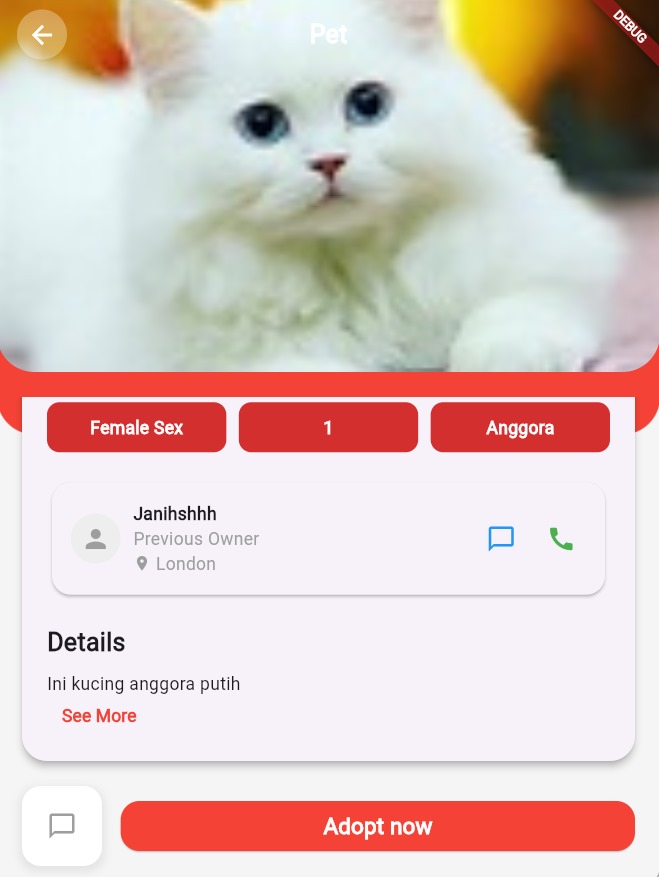 Pet
DEBUG
Female Sex
1
Anggora
Janihshhh
Previous Owner
London
Details
Ini kucing anggora putih
See More
Adopt now